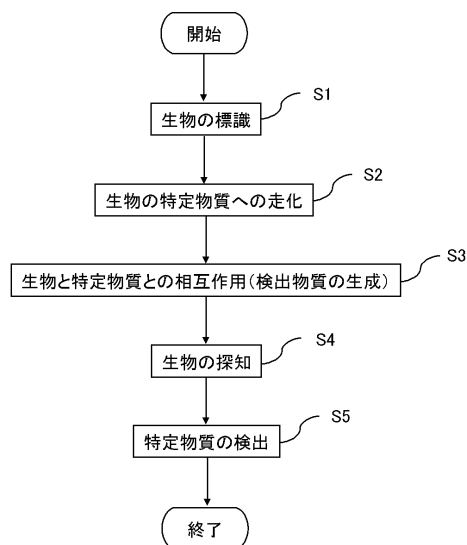 開始
S1
生物の標識
S2
生物の特定物質への走化
S3
生物と特定物質との相互作用(検出物質の生成)
S4
生物の探知
S5
特定物質の検出
終了